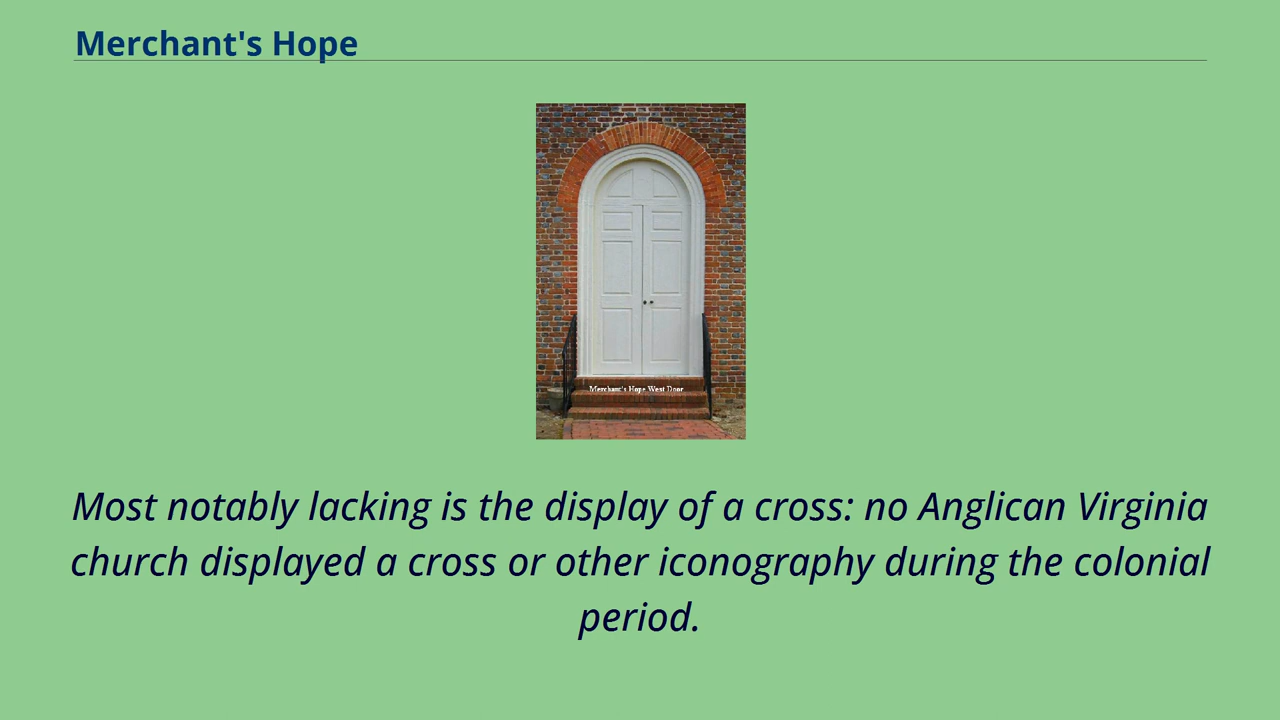 Merchant's Hope
Merchant's Hope West Door
Most notably lacking is the display of a cross: no Anglican Virginia
church displayed a cross or other iconography during the colonial
period.